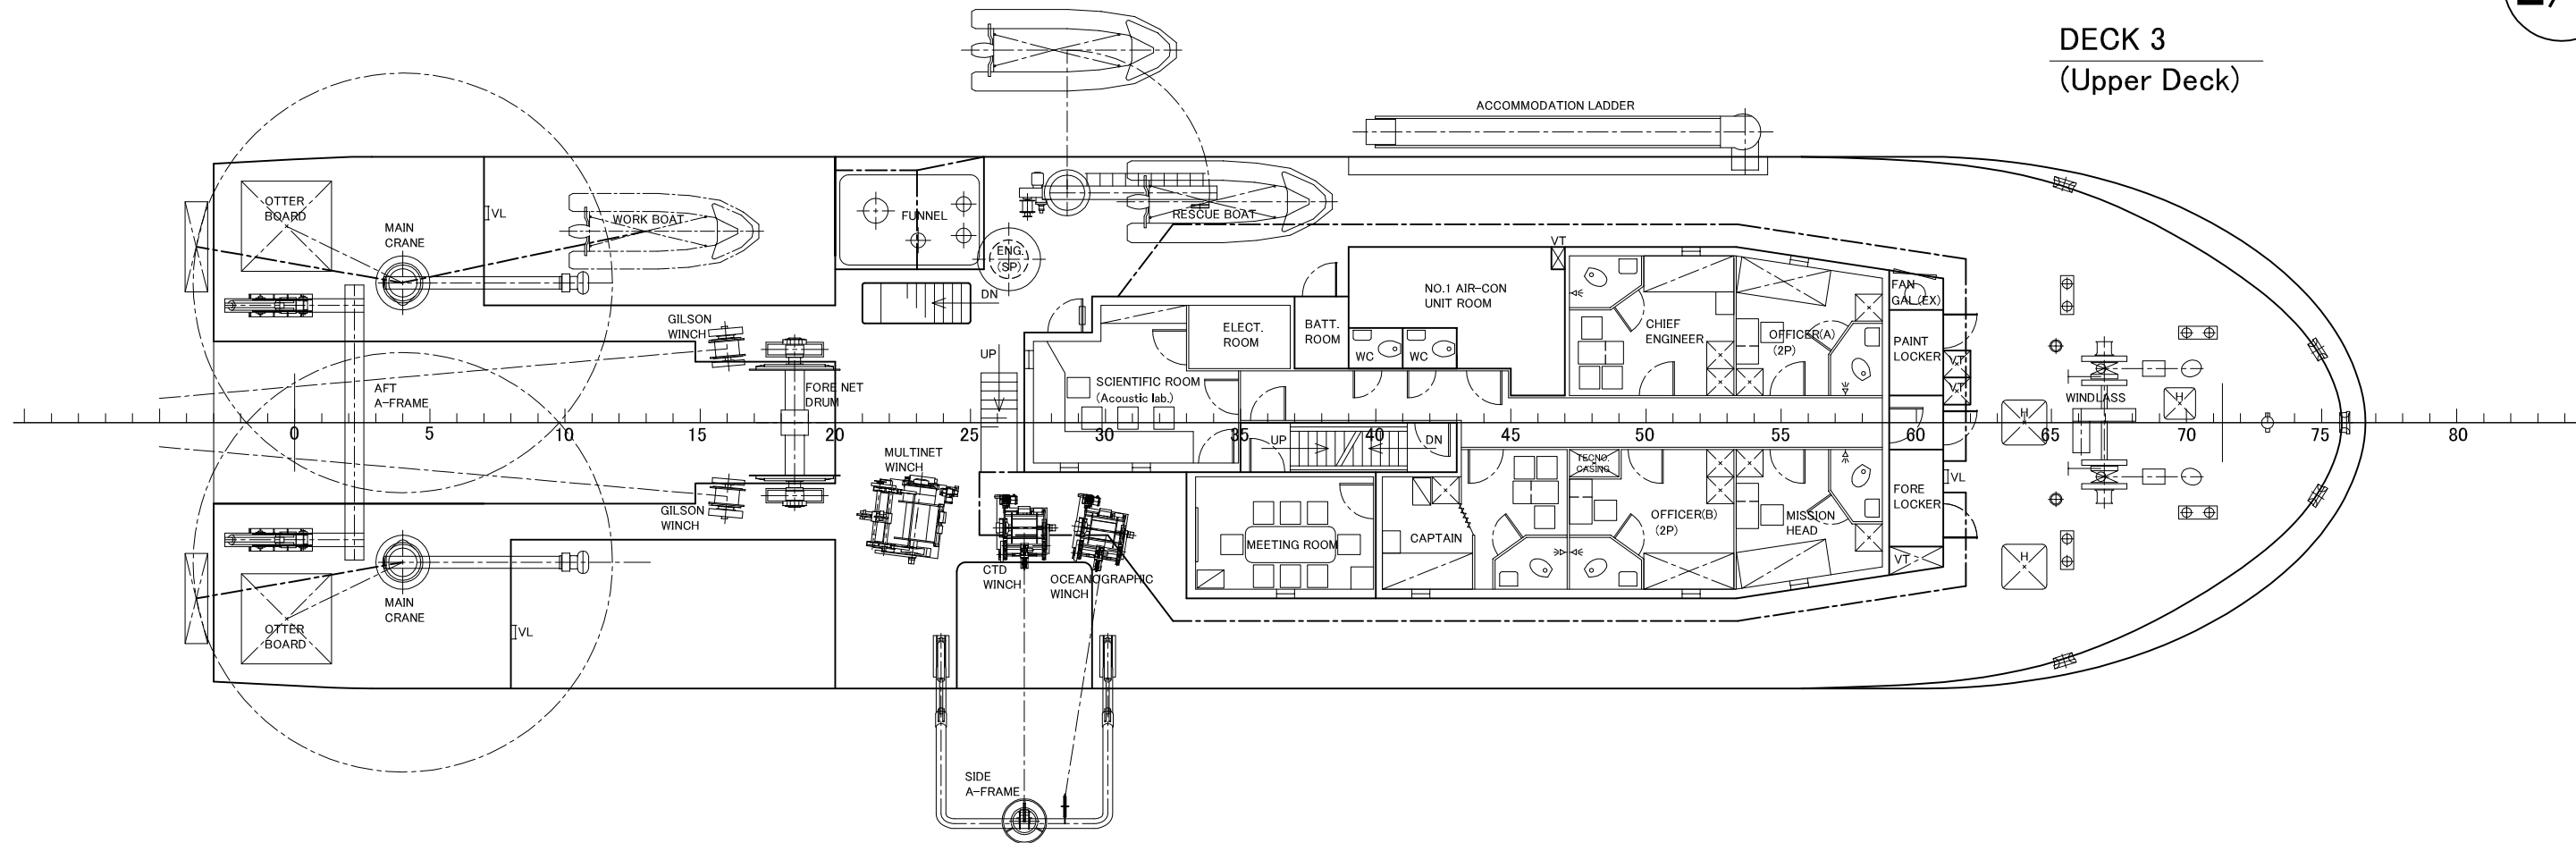 DECK 3
(Upper Deck)
ACCOMMODATION LADDER
OTTER
BOARD
MAIN
CRANE
VL
WORK BOAT
FUNNEL
RESCUE BOAT
ENG.
(SP)
DN
VT
NO.1 AIR-CON
UNIT ROOM
FAN
GAL.(EX)
GILSON
WINCH
ELECT.
ROOM
BATT.
ROOM
WC
WC
CHIEF
ENGINEER
OFFICER(A)
(2P)
PAINT
LOCKER
VT
VT
UP
AFT
A-FRAME
FORE NET
DRUM
SCIENTIFIC ROOM
(Acoustic lab.)
WINDLASS
H
H
0 5 10 15 20 25 30 35 40 45 50 55 60 65 70 75 80
UP
DN
MULTINET
WINCH
TECNO.
CASING
GILSON
WINCH
FORE
LOCKER
VL
OFFICER(B)
(2P)
MISSION
HEAD
MEETING ROOM
CAPTAIN
VT
H
CTD
WINCH
OCEANOGRAPHIC
WINCH
MAIN
CRANE
OTTER
BOARD
VL
SIDE
A-FRAME